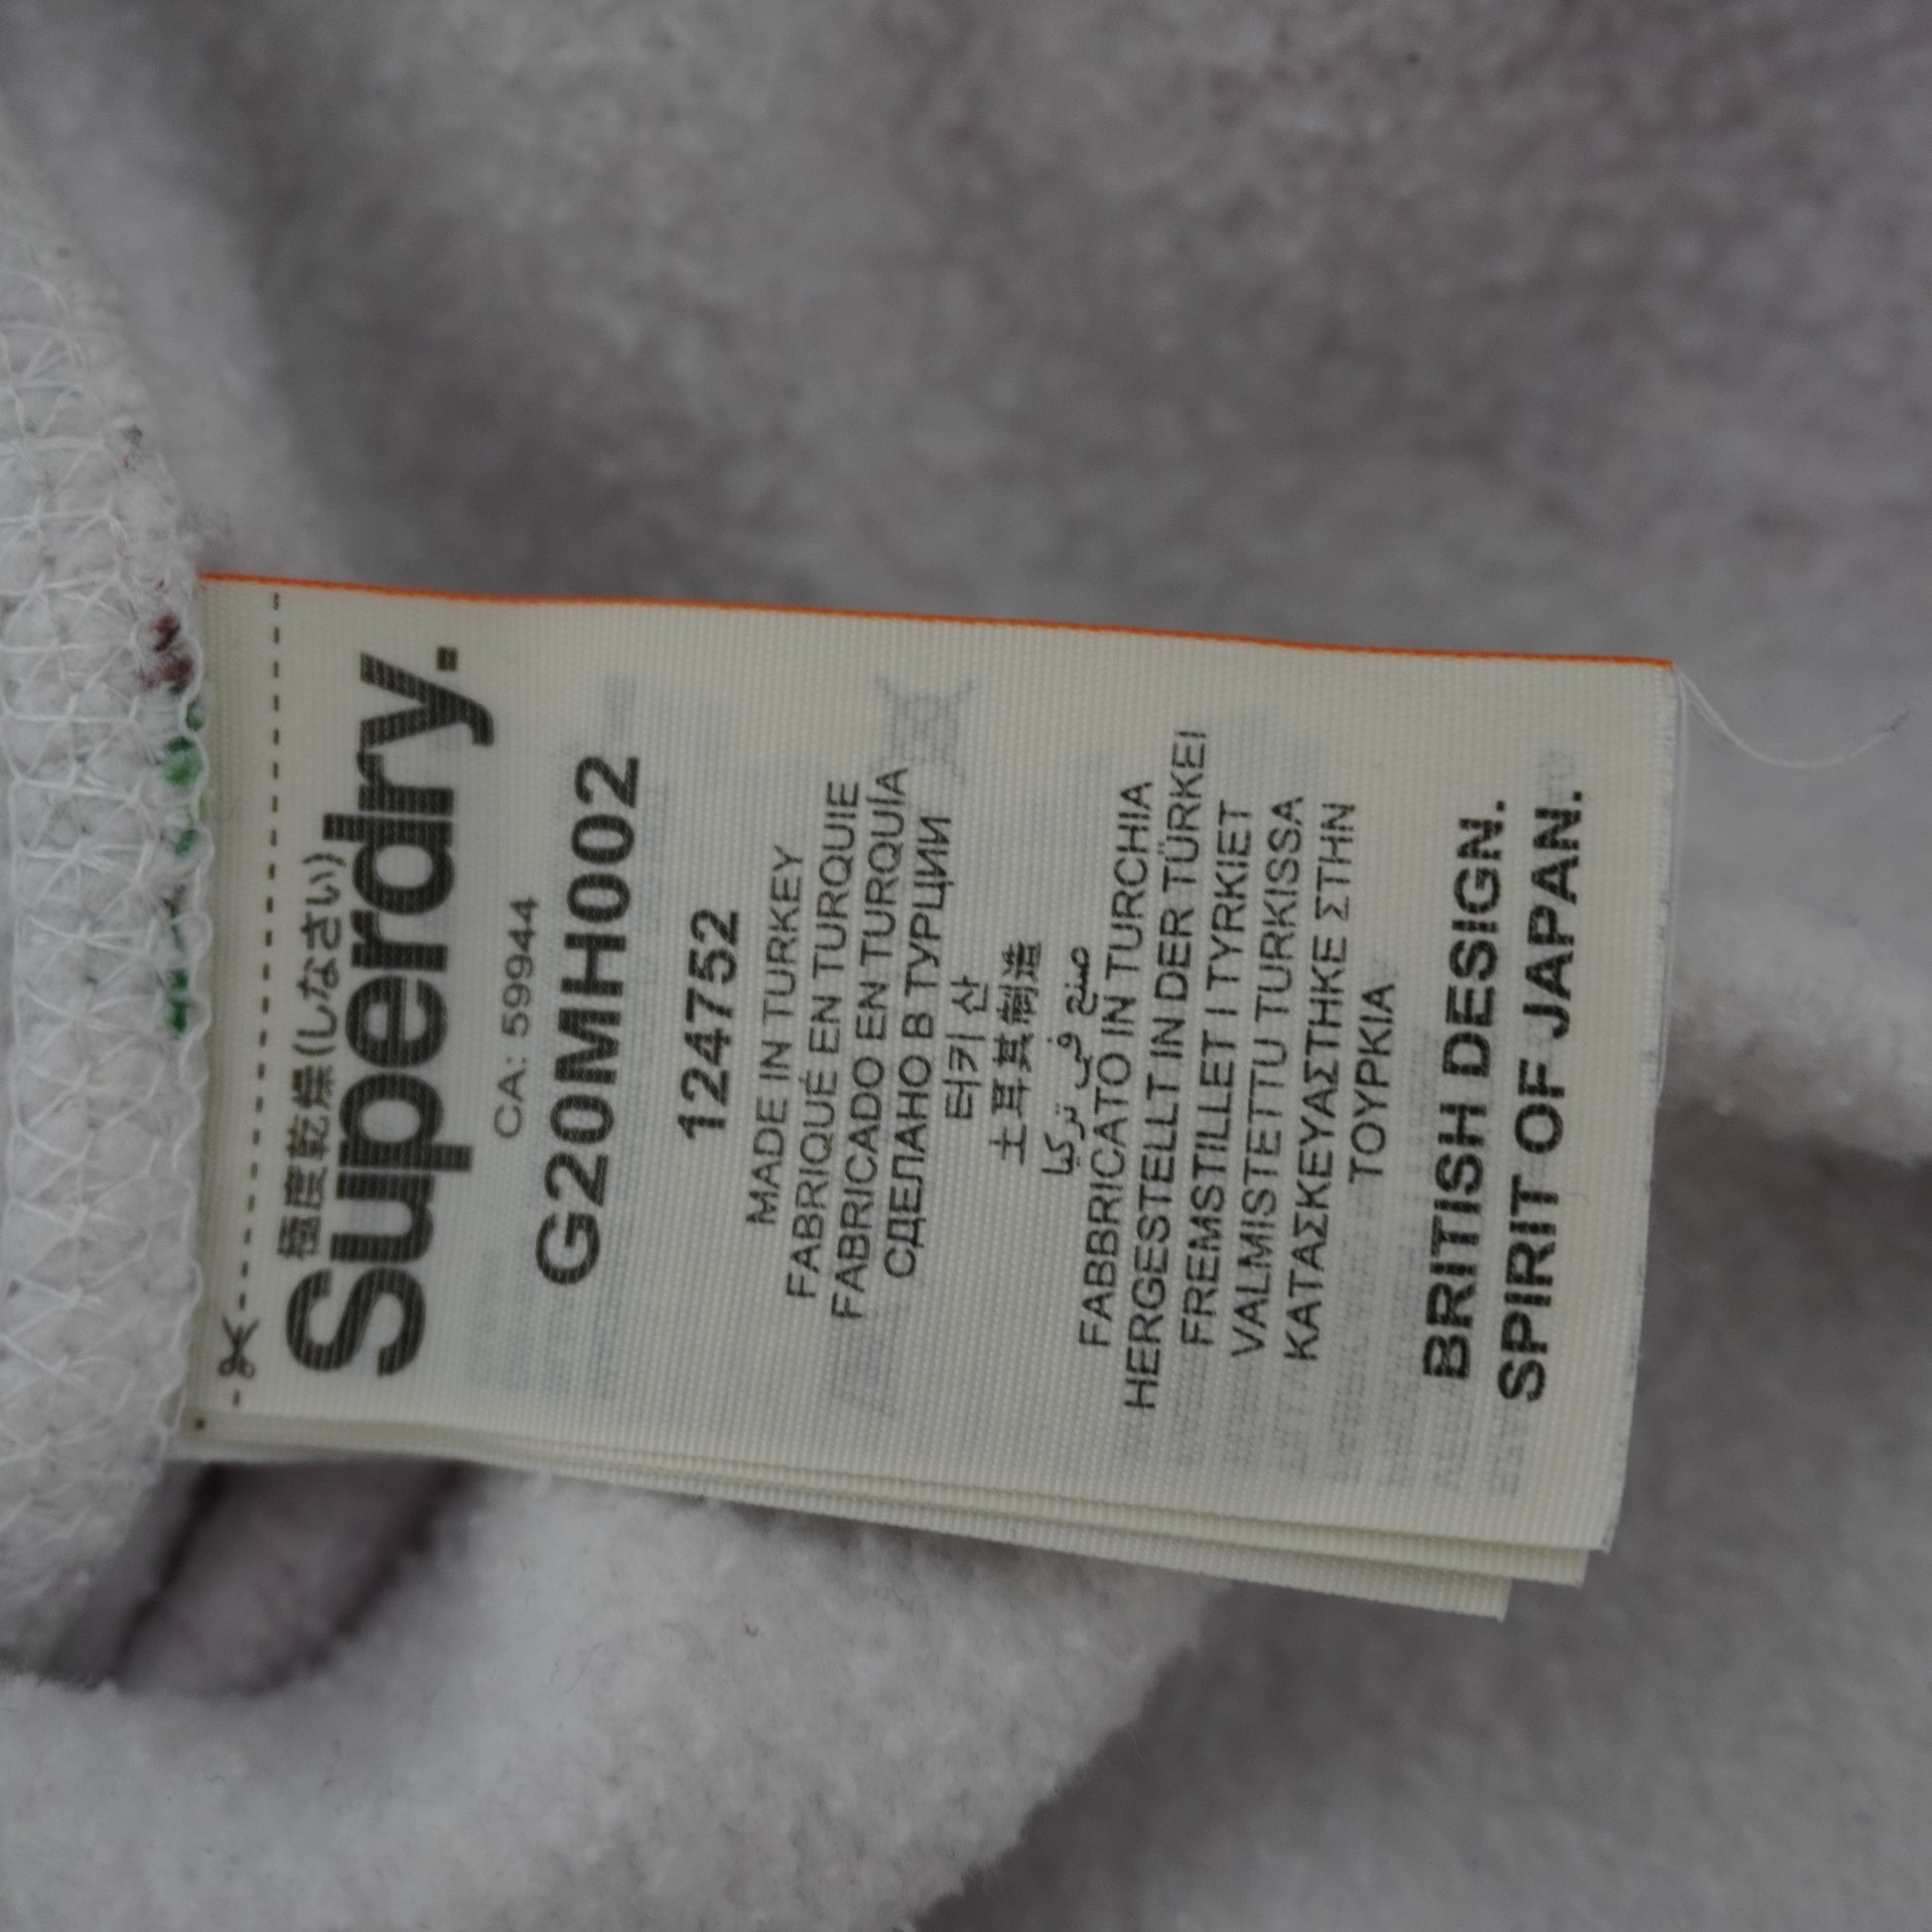 極度乾燥(しなさい)
Superdry.
CA: 59944
G20MH002
124752
MADE IN TURKEY
FABRIQUÉ EN TURQUIE
FABRICADO EN TURQUÍA
СДЕЛАНО В ТУРЦИИ
터키 산
土耳其制造
صنع في تركيا
FABBRICATO IN TURCHIA
HERGESTELLT IN DER TÜRKEI
FREMSTILLET I TYRKIET
VALMISTETTU TURKISSA
ΚΑΤΑΣΚΕΥΑΣΤΗΚΕ ΣΤΗΝ
ΤΟΥΡΚΙΑ
BRITISH DESIGN.
SPIRIT OF JAPAN.